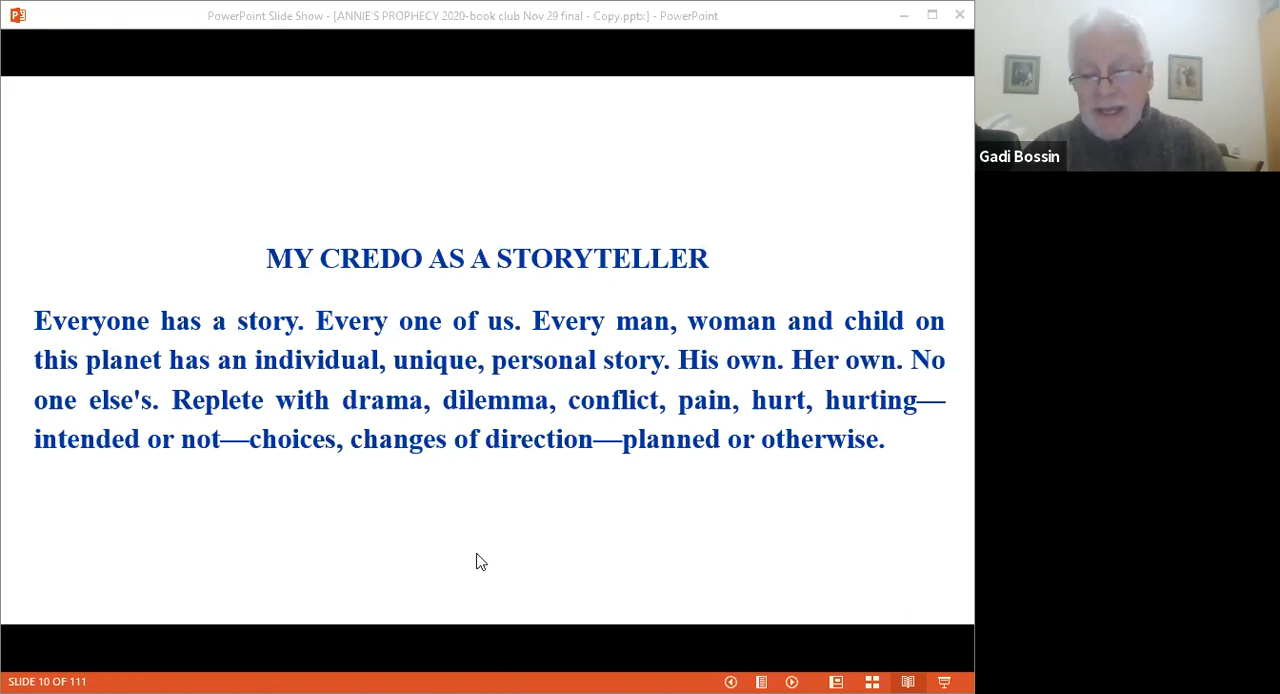 PowerPoint Slide Show - [ANNIE'S PROPHECY 2020-book club Nov 29 final - Copy.pptx] - PowerPoint
Gadi Bossin
MY CREDO AS A STORYTELLER
Everyone has a story. Every one of us. Every man, woman and child on
this planet has an individual, unique, personal story. His own. Her own. No
one else's. Replete with drama, dilemma, conflict, pain, hurt, hurting—
intended or not—choices, changes of direction—planned or otherwise.
SLIDE 10 OF 111